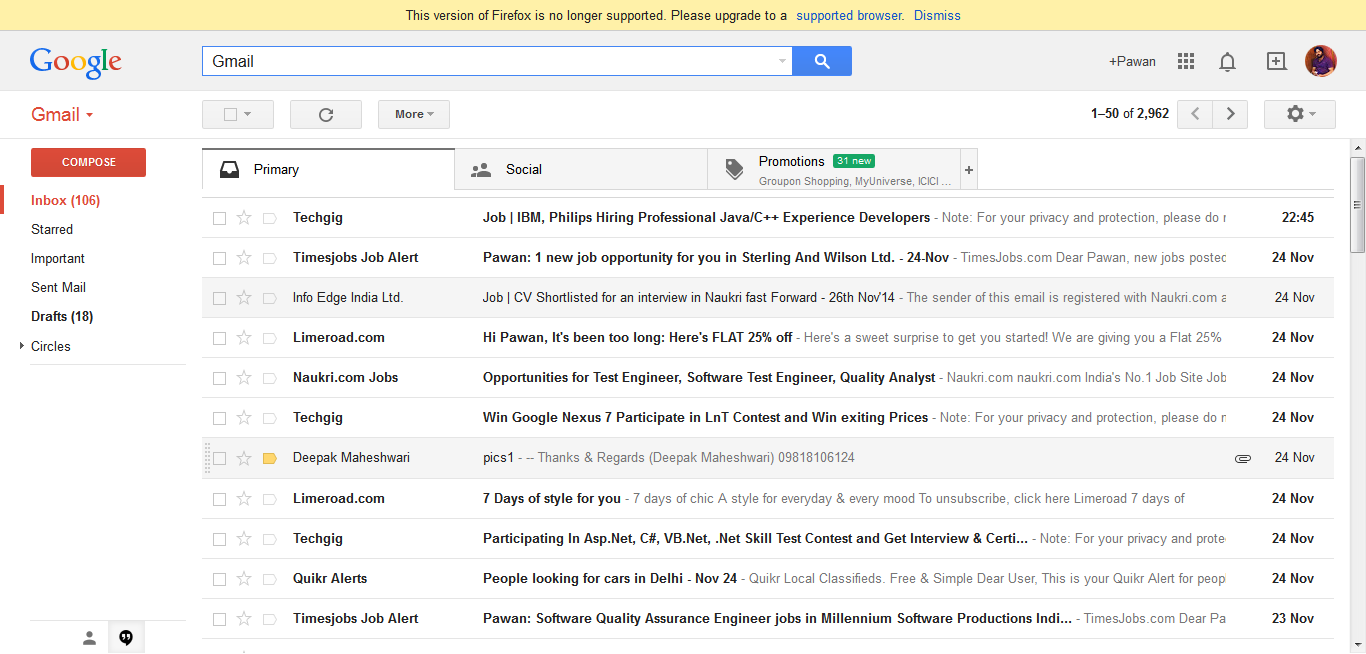 This version of Firefox is no longer supported. Please upgrade to a supported browser. Dismiss
Google
Gmail
+Pawan
Gmail
More
1–50 of 2,962
COMPOSE
Inbox (106)
Starred
Important
Sent Mail
Drafts (18)
Circles
Primary
Social
Promotions 31 new
Groupon Shopping, MyUniverse, ICICI ...
+
Techgig Job | IBM, Philips Hiring Professional Java/C++ Experience Developers - Note: For your privacy and protection, please do 22:45
Timesjobs Job Alert Pawan: 1 new job opportunity for you in Sterling And Wilson Ltd. - 24-Nov - TimesJobs.com Dear Pawan, new jobs posted 24 Nov
Info Edge India Ltd. Job | CV Shortlisted for an interview in Naukri fast Forward - 26th Nov'14 - The sender of this email is registered with Naukri.com a 24 Nov
Limeroad.com Hi Pawan, It's been too long: Here's FLAT 25% off - Here's a sweet surprise to get you started! We are giving you a Flat 25% 24 Nov
Naukri.com Jobs Opportunities for Test Engineer, Software Test Engineer, Quality Analyst - Naukri.com naukri.com India's No.1 Job Site Job 24 Nov
Techgig Win Google Nexus 7 Participate in LnT Contest and Win exiting Prices - Note: For your privacy and protection, please do 24 Nov
Deepak Maheshwari pics1 - -- Thanks & Regards (Deepak Maheshwari) 09818106124 24 Nov
Limeroad.com 7 Days of style for you - 7 days of chic A style for everyday & every mood To unsubscribe, click here Limeroad 7 days of 24 Nov
Techgig Participating In Asp.Net, C#, VB.Net, .Net Skill Test Contest and Get Interview & Certi... - Note: For your privacy and prote 24 Nov
Quikr Alerts People looking for cars in Delhi - Nov 24 - Quikr Local Classifieds. Free & Simple Dear User, This is your Quikr Alert for peop 24 Nov
Timesjobs Job Alert Pawan: Software Quality Assurance Engineer jobs in Millennium Software Productions Indi... - TimesJobs.com Dear Pa 23 Nov